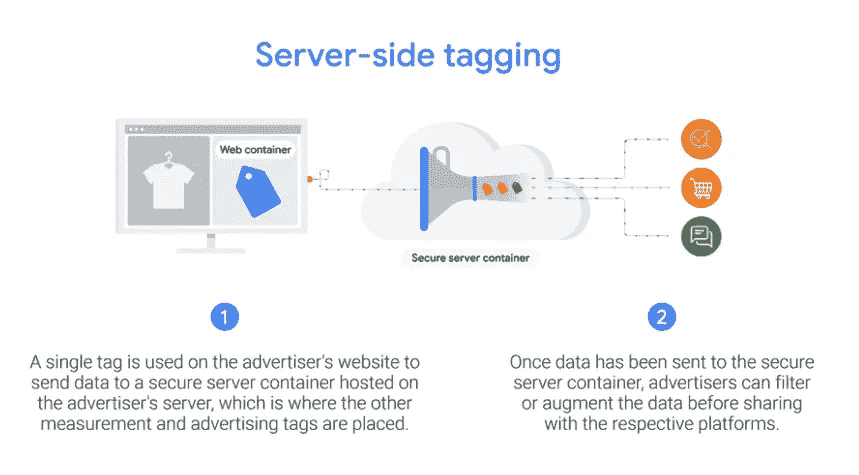 Server-side tagging
Web container
Secure server container
1
A single tag is used on the advertiser's website to
send data to a secure server container hosted on
the advertiser's server, which is where the other
measurement and advertising tags are placed.
2
Once data has been sent to the secure
server container, advertisers can filter
or augment the data before sharing
with the respective platforms.